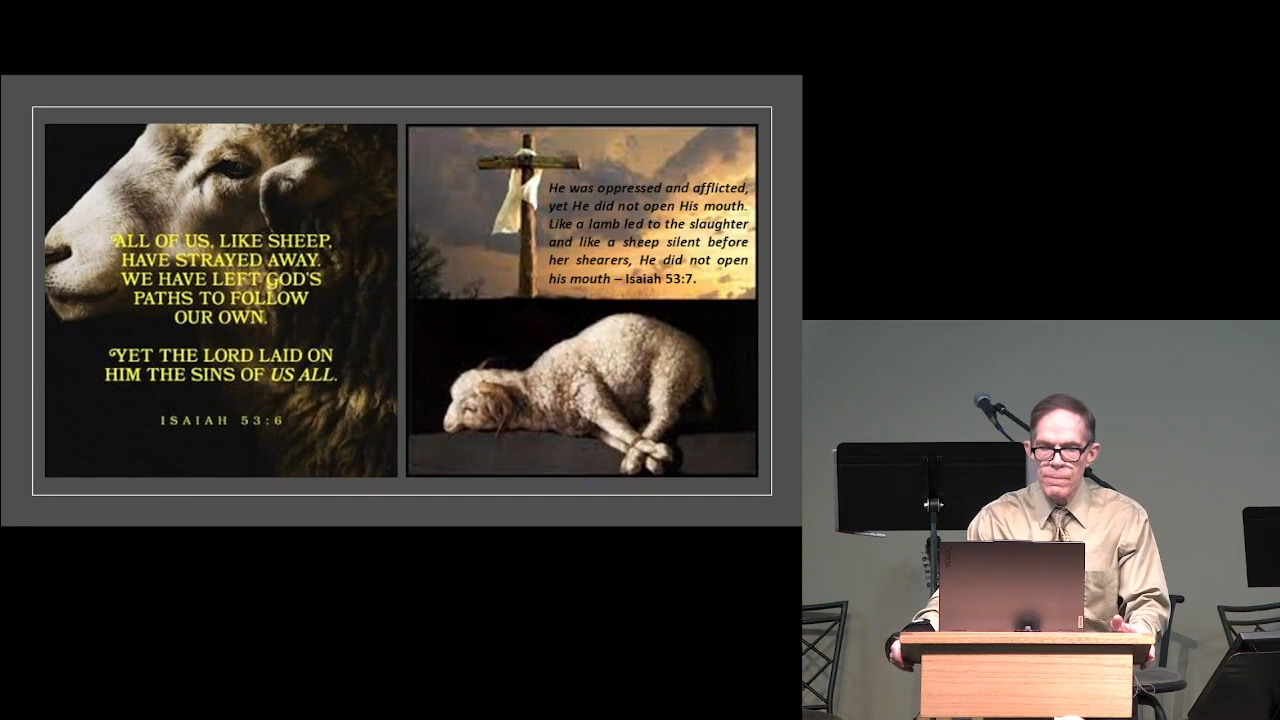 ALL OF US, LIKE SHEEP,
HAVE STRAYED AWAY.
WE HAVE LEFT GOD'S
PATHS TO FOLLOW
OUR OWN.
YET THE LORD LAID ON
HIM THE SINS OF US ALL.
ISAIAH 53:6
He was oppressed and afflicted,
yet He did not open His mouth.
Like a lamb led to the slaughter
and like a sheep silent before
her shearers, He did not open
his mouth – Isaiah 53:7.